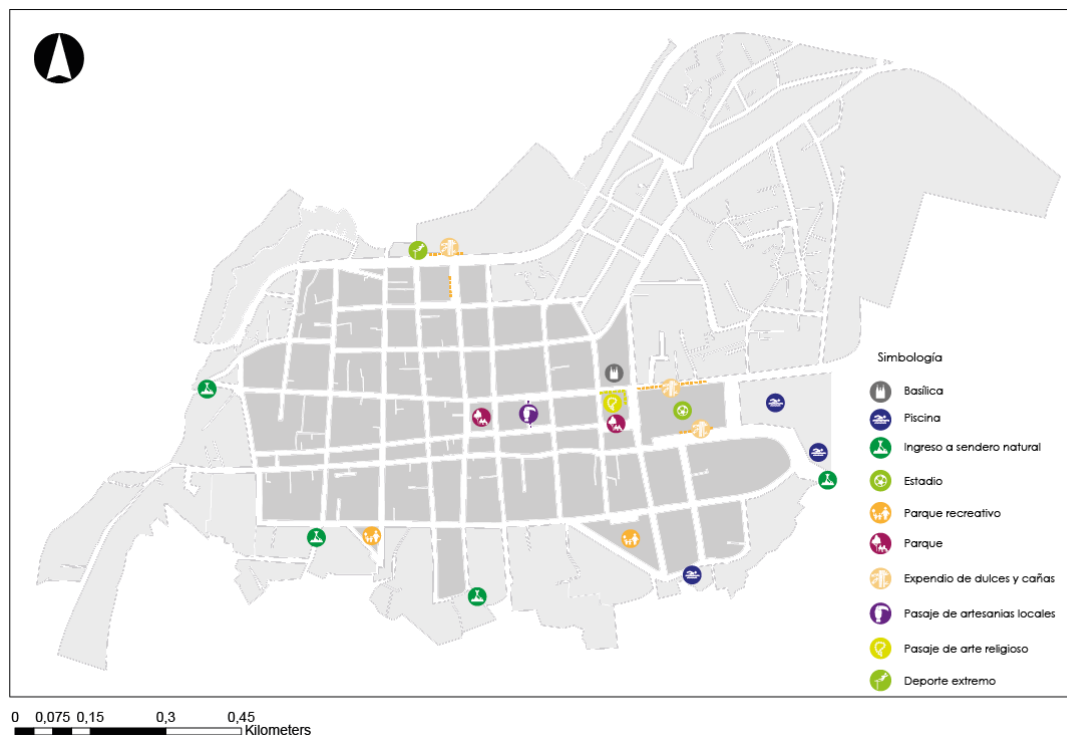 Simbología
Basílica
Piscina
Ingreso a sendero natural
Estadio
Parque recreativo
Parque
Expendio de dulces y cañas
Pasaje de artesanias locales
Pasaje de arte religioso
Deporte extremo
0 0,075 0,15 0,3 0,45
Kilometers